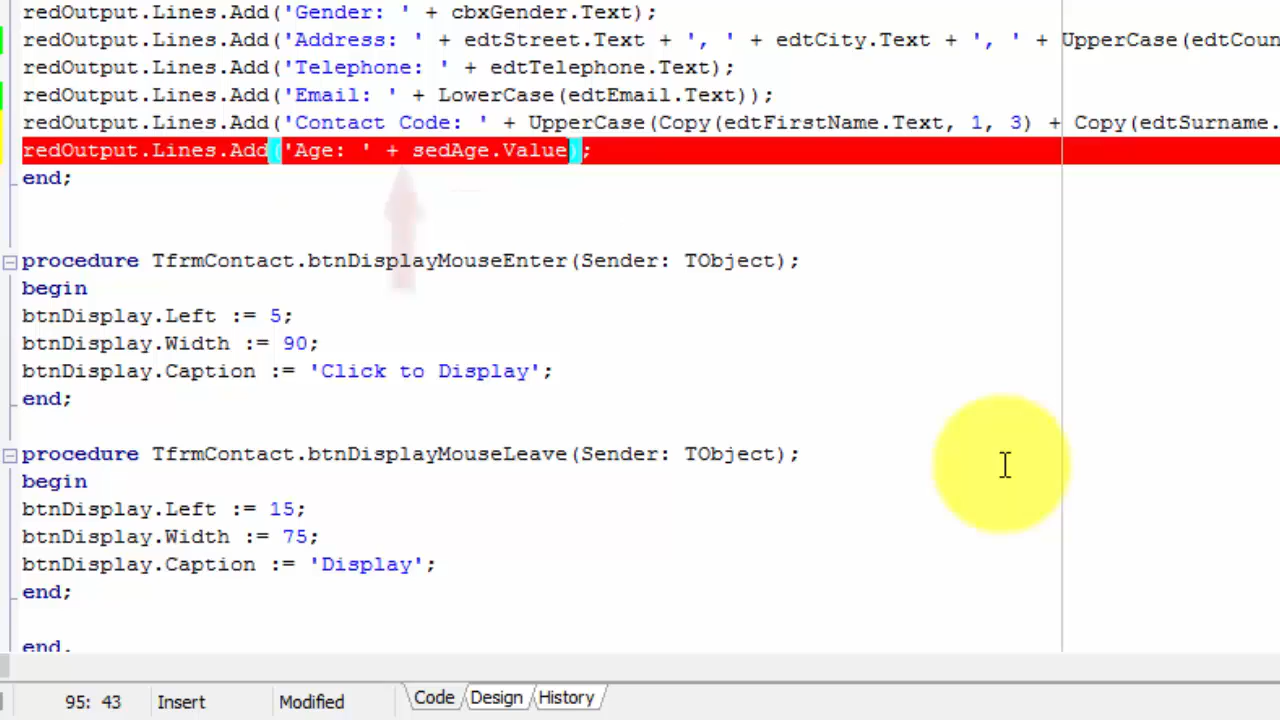 redOutput.Lines.Add('Gender: ' + cbxGender.Text);
redOutput.Lines.Add('Address: ' + edtStreet.Text + ', ' + edtCity.Text + ', ' + UpperCase(edtCoun
redOutput.Lines.Add('Telephone: ' + edtTelephone.Text);
redOutput.Lines.Add('Email: ' + LowerCase(edtEmail.Text));
redOutput.Lines.Add('Contact Code: ' + UpperCase(Copy(edtFirstName.Text, 1, 3) + Copy(edtSurname.
redOutput.Lines.Add('Age: ' + sedAge.Value);
end;
procedure TfrmContact.btnDisplayMouseEnter(Sender: TObject);
begin
btnDisplay.Left := 5;
btnDisplay.Width := 90;
btnDisplay.Caption := 'Click to Display';
end;
procedure TfrmContact.btnDisplayMouseLeave(Sender: TObject);
begin
btnDisplay.Left := 15;
btnDisplay.Width := 75;
btnDisplay.Caption := 'Display';
end;
end.
95: 43 Insert Modified Code Design History